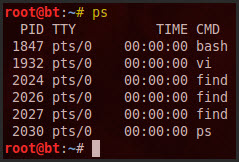 root@bt:~# ps
  PID TTY          TIME CMD
 1847 pts/0    00:00:00 bash
 1932 pts/0    00:00:00 vi
 2024 pts/0    00:00:00 find
 2026 pts/0    00:00:00 find
 2027 pts/0    00:00:00 find
 2030 pts/0    00:00:00 ps
root@bt:~#